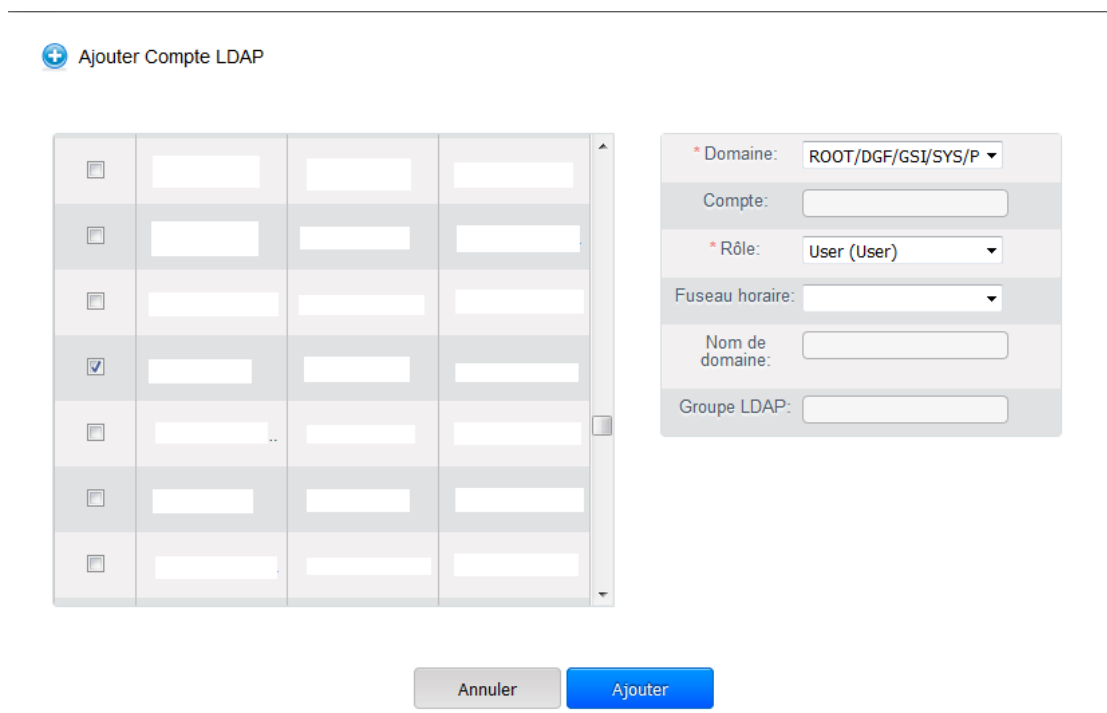 Ajouter Compte LDAP
* Domaine: ROOT/DGF/GSI/SYS/P
Compte:
* Rôle: User (User)
Fuseau horaire:
Nom de
domaine:
Groupe LDAP:
Annuler
Ajouter